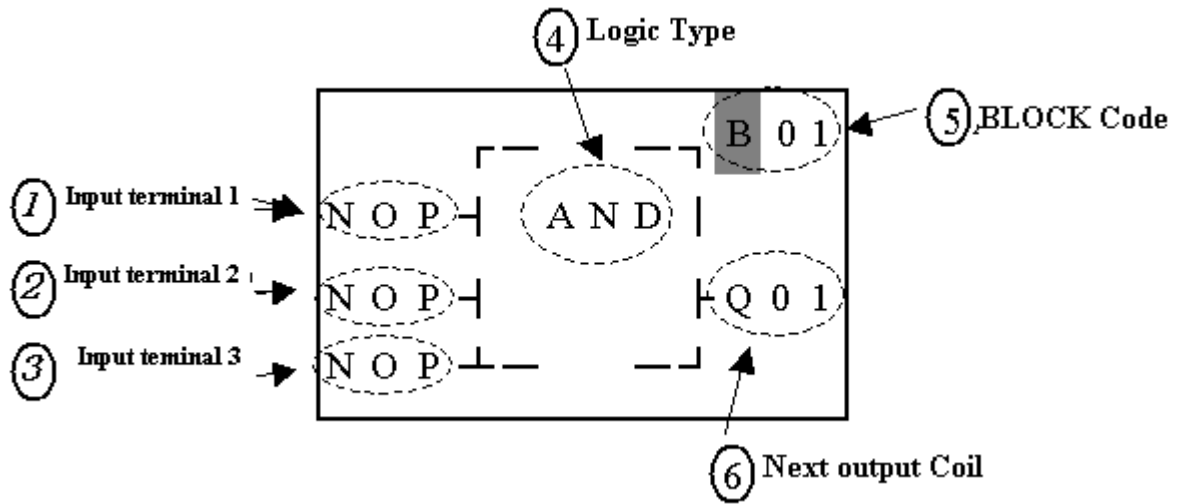 4 Logic Type
B 0 1
5 BLOCK Code
1 Input terminal 1
N O P
A N D
2 Input terminal 2
N O P
Q 0 1
3 Input teminal 3
N O P
6 Next output Coil